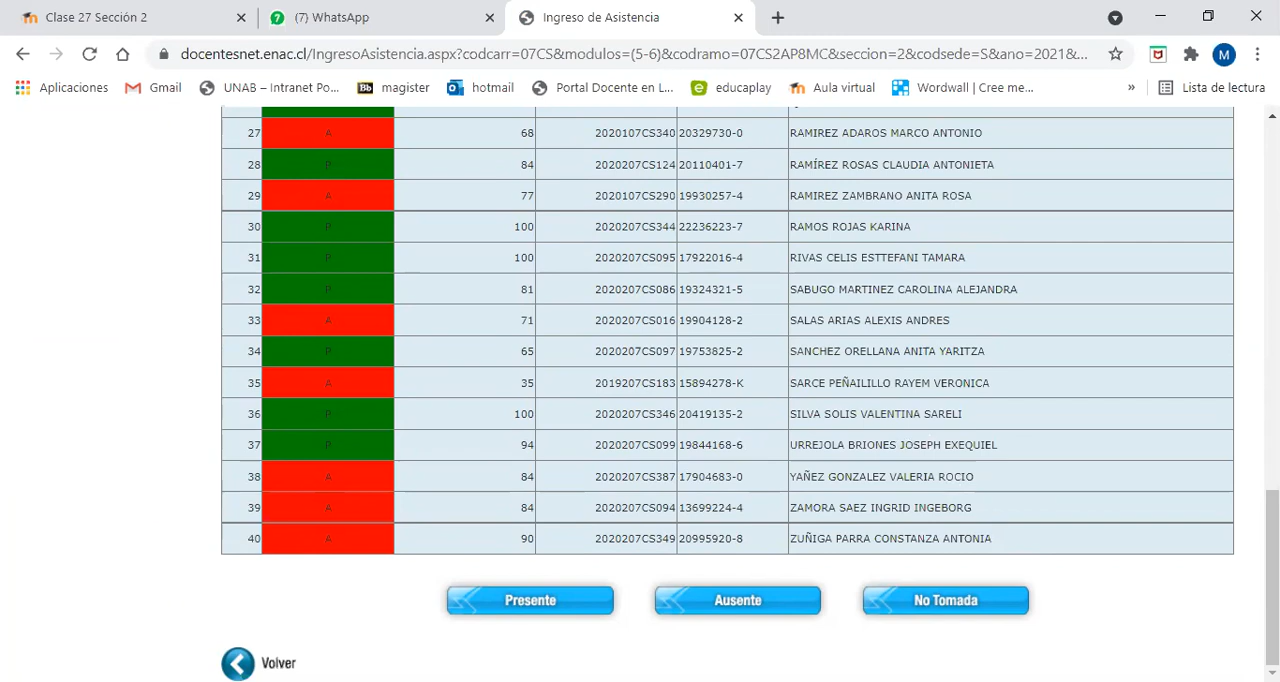 Clase 27 Sección 2
(7) WhatsApp
Ingreso de Asistencia
docentesnet.enac.cl/IngresoAsistencia.aspx?codcarr=07CS&modulos=(5-6)&codramo=07CS2AP8MC&seccion=2&codsede=S&ano=2021&...
Aplicaciones Gmail UNAB – Intranet Po... Bb magister hotmail Portal Docente en L... educaplay Aula virtual Wordwall | Cree me... » Lista de lectura
27 A 68 2020107CS340 20329730-0 RAMIREZ ADAROS MARCO ANTONIO
28 P 84 2020207CS124 20110401-7 RAMÍREZ ROSAS CLAUDIA ANTONIETA
29 A 77 2020107CS290 19930257-4 RAMIREZ ZAMBRANO ANITA ROSA
30 P 100 2020207CS344 22236223-7 RAMOS ROJAS KARINA
31 P 100 2020207CS095 17922016-4 RIVAS CELIS ESTTEFANI TAMARA
32 P 81 2020207CS086 19324321-5 SABUGO MARTINEZ CAROLINA ALEJANDRA
33 A 71 2020207CS016 19904128-2 SALAS ARIAS ALEXIS ANDRES
34 P 65 2020207CS097 19753825-2 SANCHEZ ORELLANA ANITA YARITZA
35 A 35 2019207CS183 15894278-K SARCE PEÑAILILLO RAYEM VERONICA
36 P 100 2020207CS346 20419135-2 SILVA SOLIS VALENTINA SARELI
37 P 94 2020207CS099 19844168-6 URREJOLA BRIONES JOSEPH EXEQUIEL
38 A 84 2020207CS387 17904683-0 YAÑEZ GONZALEZ VALERIA ROCIO
39 A 84 2020207CS094 13699224-4 ZAMORA SAEZ INGRID INGEBORG
40 A 90 2020207CS349 20995920-8 ZUÑIGA PARRA CONSTANZA ANTONIA
Presente Ausente No Tomada
Volver